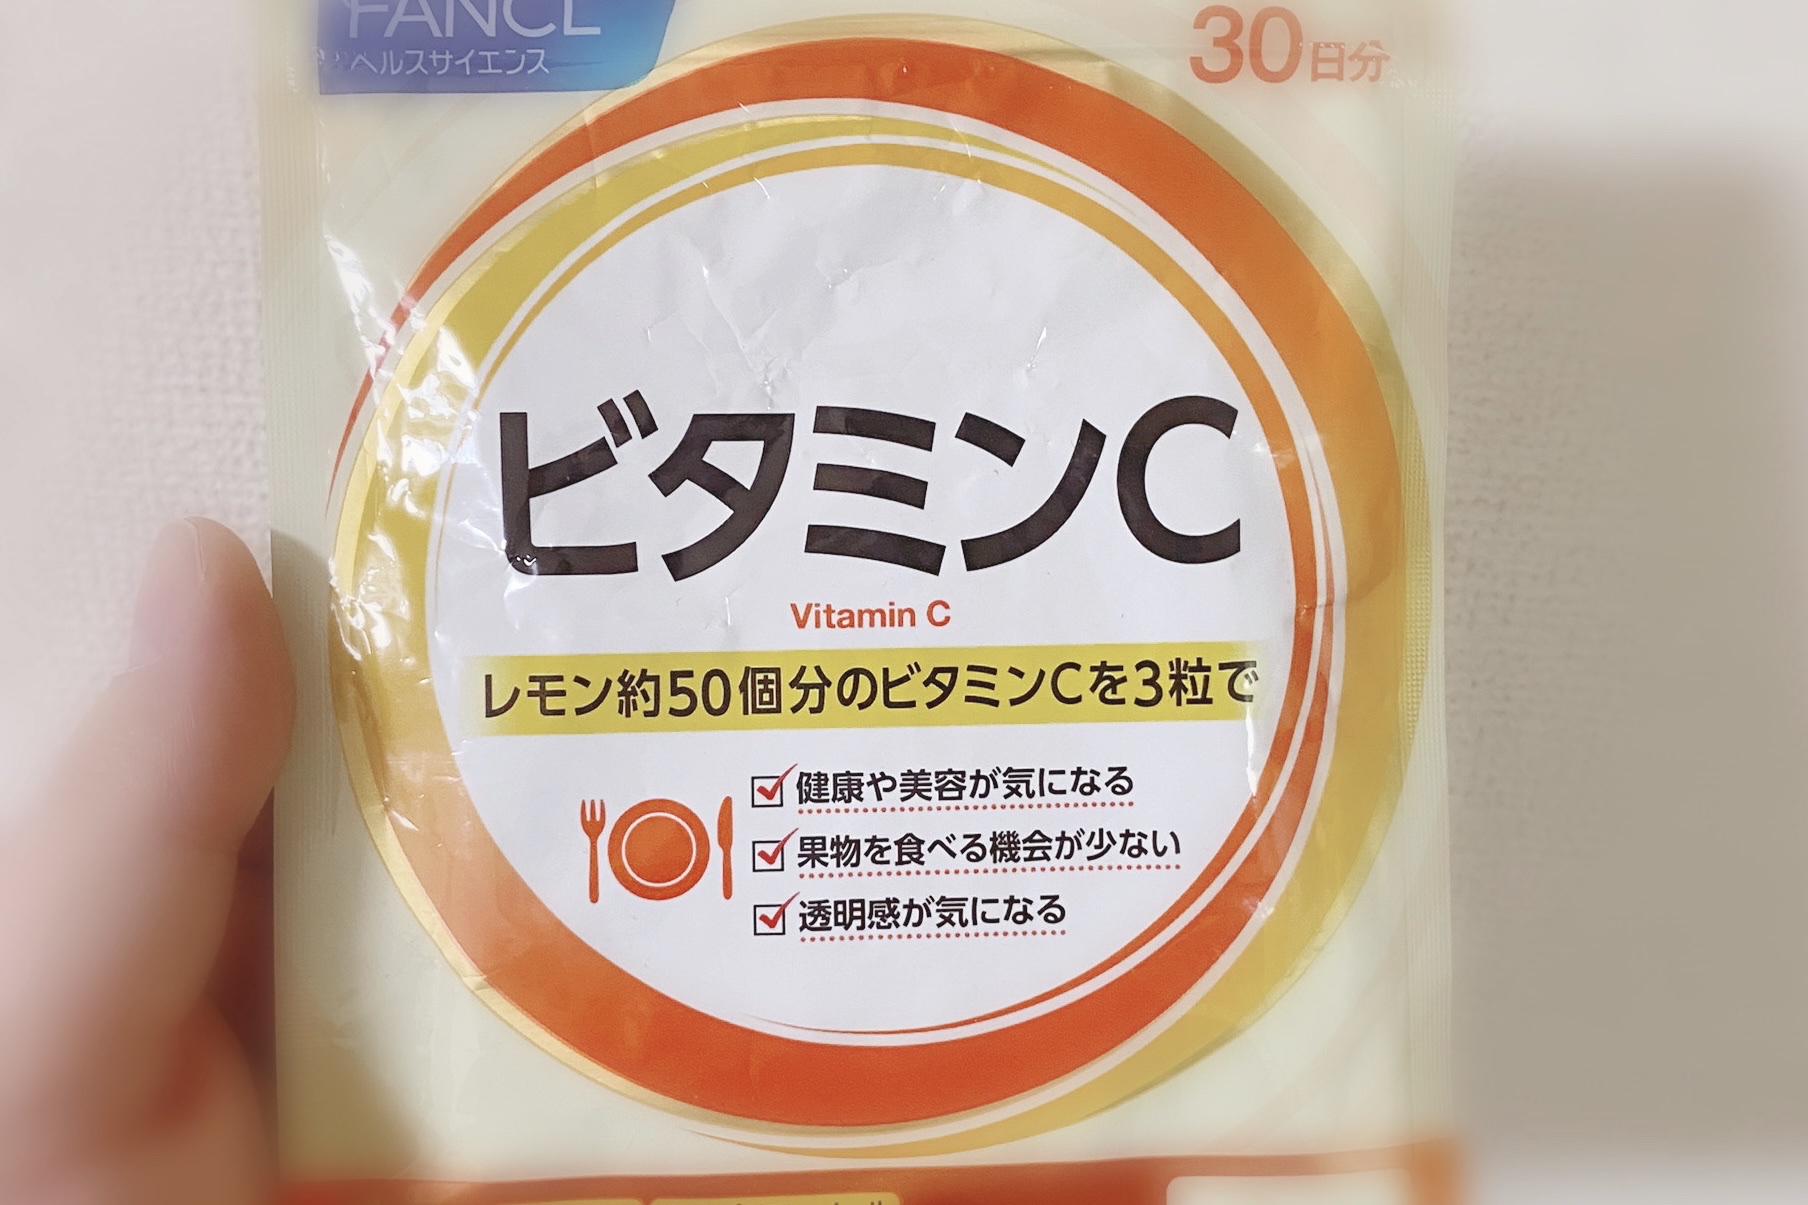 FANCL
ヘルスサイエンス
30日分
ビタミンC
Vitamin C
レモン約50個分のビタミンCを3粒で
健康や美容が気になる
果物を食べる機会が少ない
透明感が気になる